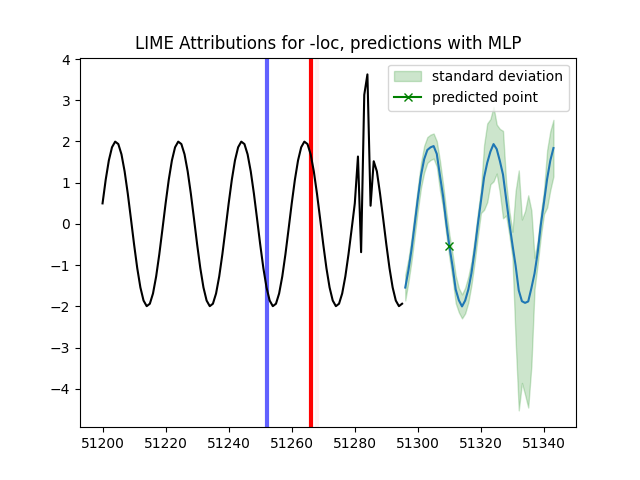 LIME Attributions for -loc, predictions with MLP
4
3
2
1
0
−1
−2
−3
−4
standard deviation
predicted point
51200 51220 51240 51260 51280 51300 51320 51340